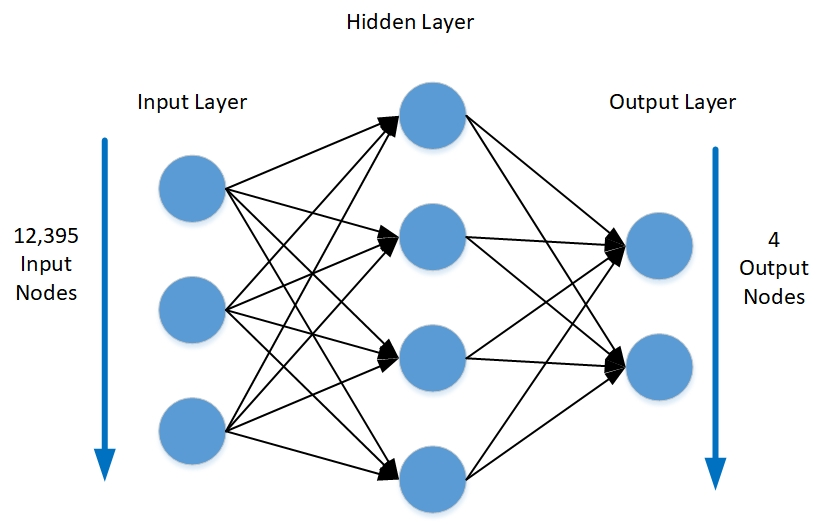 Hidden Layer
Input Layer
Output Layer
12,395
Input
Nodes
4
Output
Nodes